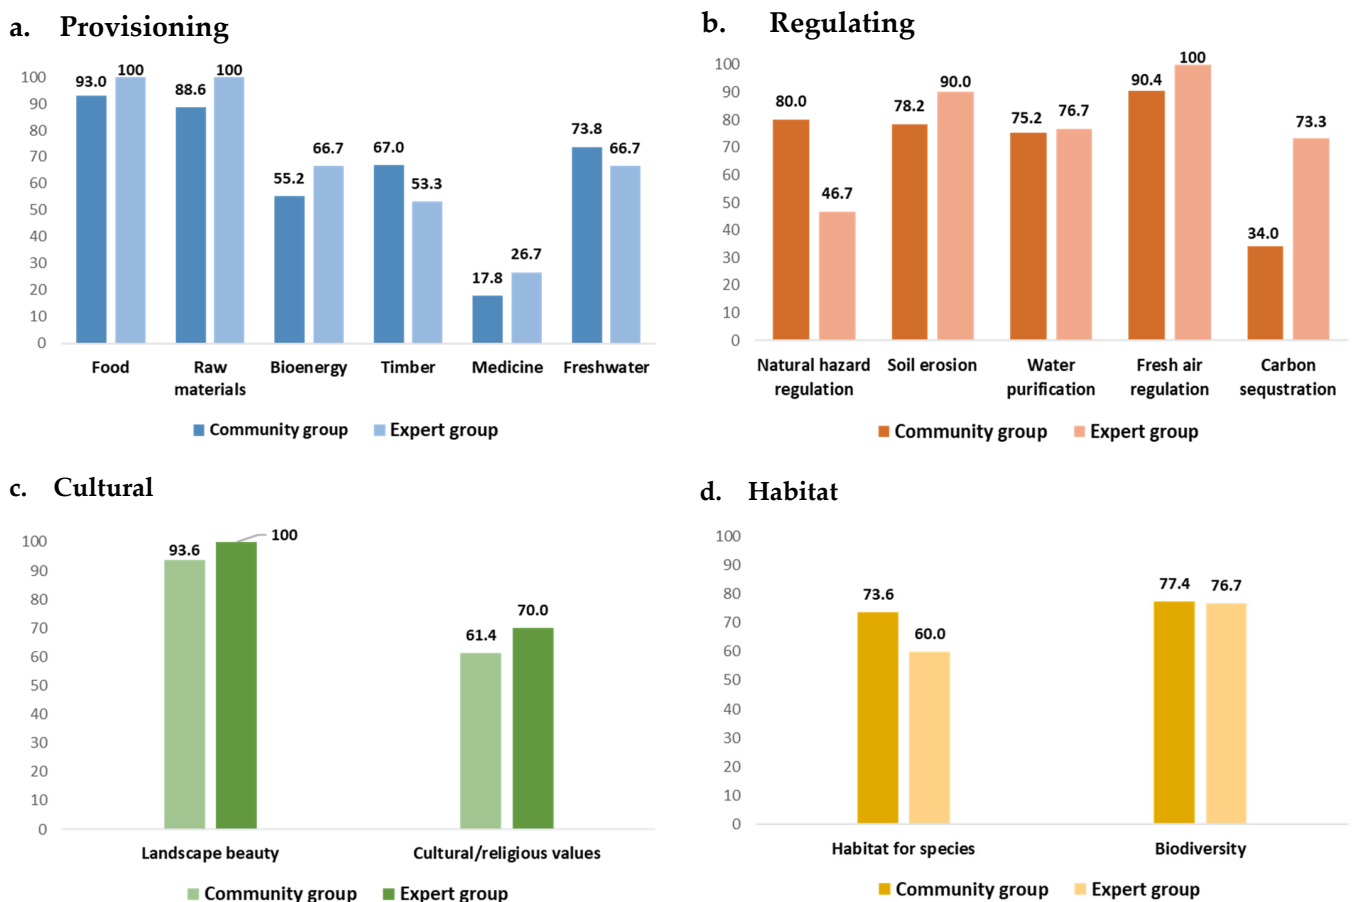 a. Provisioning
100
90
80
70
60
50
40
30
20
10
0
93.0 100
88.6 100
55.2 66.7
67.0 53.3
17.8 26.7
73.8 66.7
Food
Raw
materials
Bioenergy
Timber
Medicine
Freshwater
Community group Expert group
b. Regulating
100
90
80
70
60
50
40
30
20
10
0
80.0 46.7
78.2 90.0
75.2 76.7
90.4 100
34.0 73.3
Natural hazard
regulation
Soil erosion
Water
purification
Fresh air
regulation
Carbon
sequstration
Community group Expert group
c. Cultural
100
90
80
70
60
50
40
30
20
10
0
93.6 100
61.4 70.0
Landscape beauty
Cultural/religious values
Community group Expert group
d. Habitat
100
90
80
70
60
50
40
30
20
10
0
73.6 60.0
77.4 76.7
Habitat for species
Biodiversity
Community group Expert group